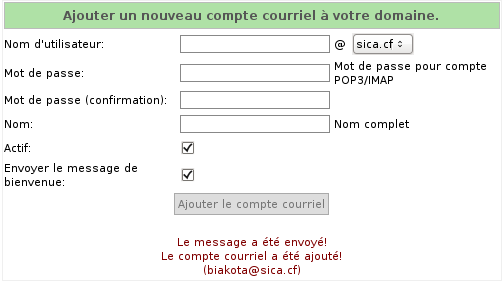 Ajouter un nouveau compte courriel à votre domaine.
Nom d'utilisateur: @ sica.cf
Mot de passe: Mot de passe pour compte
POP3/IMAP
Mot de passe (confirmation):
Nom: Nom complet
Actif:
Envoyer le message de
bienvenue:
Ajouter le compte courriel
Le message a été envoyé!
Le compte courriel a été ajouté!
(biakota@sica.cf)